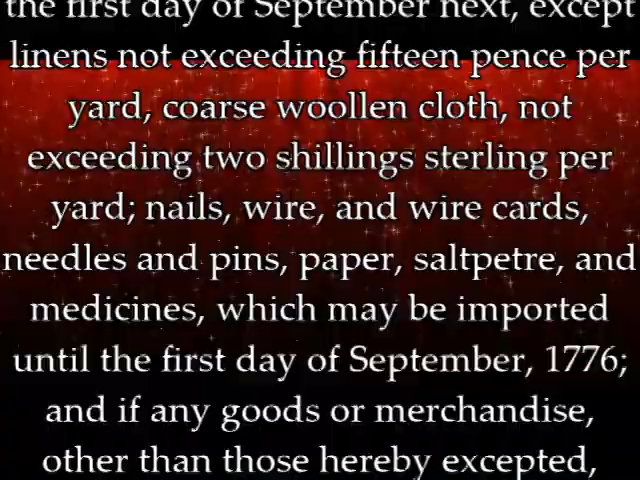 the first day of September next, except
linens not exceeding fifteen pence per
yard, coarse woollen cloth, not
exceeding two shillings sterling per
yard; nails, wire, and wire cards,
needles and pins, paper, saltpetre, and
medicines, which may be imported
until the first day of September, 1776;
and if any goods or merchandise,
other than those hereby excepted,